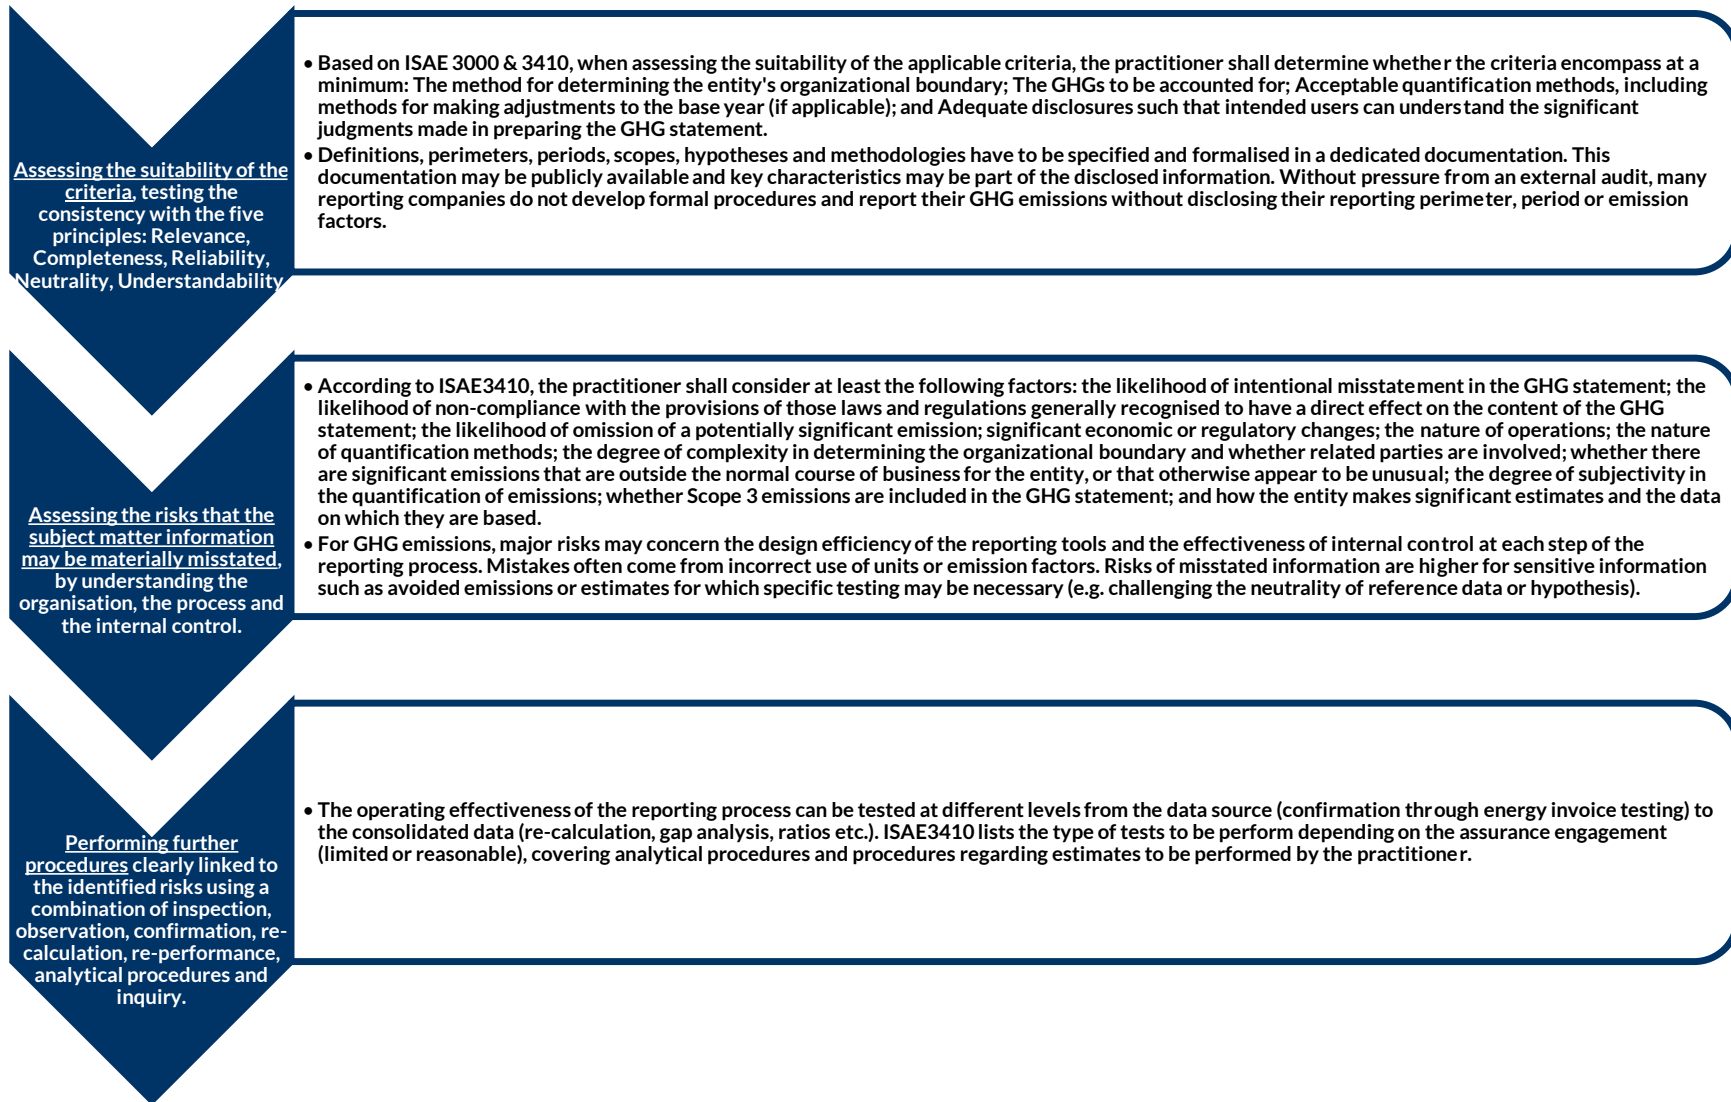 Assessing the suitability of the
criteria, testing the
consistency with the five
principles: Relevance,
Completeness, Reliability,
Neutrality, Understandability
• Based on ISAE 3000 & 3410, when assessing the suitability of the applicable criteria, the practitioner shall determine whether the criteria encompass at a
minimum: The method for determining the entity's organizational boundary; The GHGs to be accounted for; Acceptable quantification methods, including
methods for making adjustments to the base year (if applicable); and Adequate disclosures such that intended users can understand the significant
judgments made in preparing the GHG statement.
• Definitions, perimeters, periods, scopes, hypotheses and methodologies have to be specified and formalised in a dedicated documentation. This
documentation may be publicly available and key characteristics may be part of the disclosed information. Without pressure from an external audit, many
reporting companies do not develop formal procedures and report their GHG emissions without disclosing their reporting perimeter, period or emission
factors.
Assessing the risks that the
subject matter information
may be materially misstated,
by understanding the
organisation, the process and
the internal control.
• According to ISAE3410, the practitioner shall consider at least the following factors: the likelihood of intentional misstatement in the GHG statement; the
likelihood of non-compliance with the provisions of those laws and regulations generally recognised to have a direct effect on the content of the GHG
statement; the likelihood of omission of a potentially significant emission; significant economic or regulatory changes; the nature of operations; the nature
of quantification methods; the degree of complexity in determining the organizational boundary and whether related parties are involved; whether there
are significant emissions that are outside the normal course of business for the entity, or that otherwise appear to be unusual; the degree of subjectivity in
the quantification of emissions; whether Scope 3 emissions are included in the GHG statement; and how the entity makes significant estimates and the data
on which they are based.
• For GHG emissions, major risks may concern the design efficiency of the reporting tools and the effectiveness of internal control at each step of the
reporting process. Mistakes often come from incorrect use of units or emission factors. Risks of misstated information are higher for sensitive information
such as avoided emissions or estimates for which specific testing may be necessary (e.g. challenging the neutrality of reference data or hypothesis).
Performing further
procedures clearly linked to
the identified risks using a
combination of inspection,
observation, confirmation, re-
calculation, re-performance,
analytical procedures and
inquiry.
• The operating effectiveness of the reporting process can be tested at different levels from the data source (confirmation through energy invoice testing) to
the consolidated data (re-calculation, gap analysis, ratios etc.). ISAE3410 lists the type of tests to be perform depending on the assurance engagement
(limited or reasonable), covering analytical procedures and procedures regarding estimates to be performed by the practitioner.